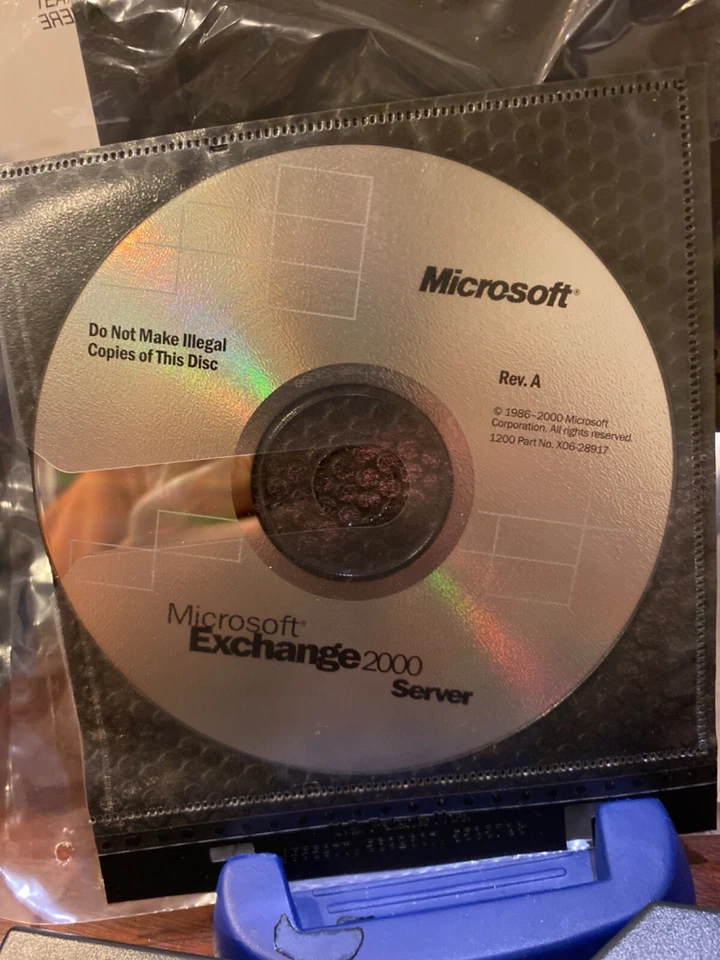 Microsoft®
Do Not Make Illegal
Copies of This Disc
Rev. A
© 1986–2000 Microsoft
Corporation. All rights reserved.
1200 Part No. X06-28917
Microsoft®
Exchange 2000
Server